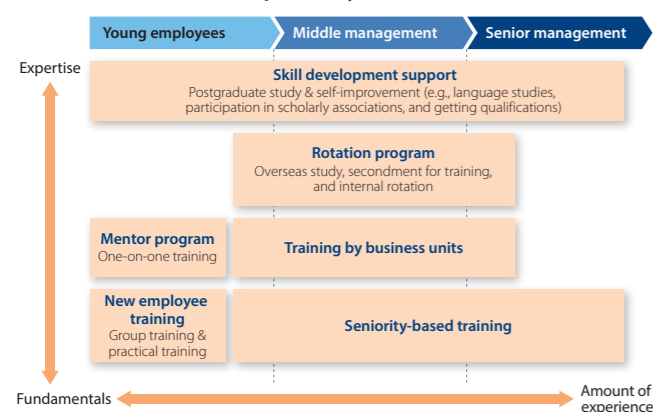 Young employees
Middle management
Senior management
Expertise
Skill development support
Postgraduate study & self-improvement (e.g., language studies,
participation in scholarly associations, and getting qualifications)
Rotation program
Overseas study, secondment for training,
and internal rotation
Mentor program
One-on-one training
Training by business units
New employee
training
Group training &
practical training
Seniority-based training
Fundamentals
Amount of
experience